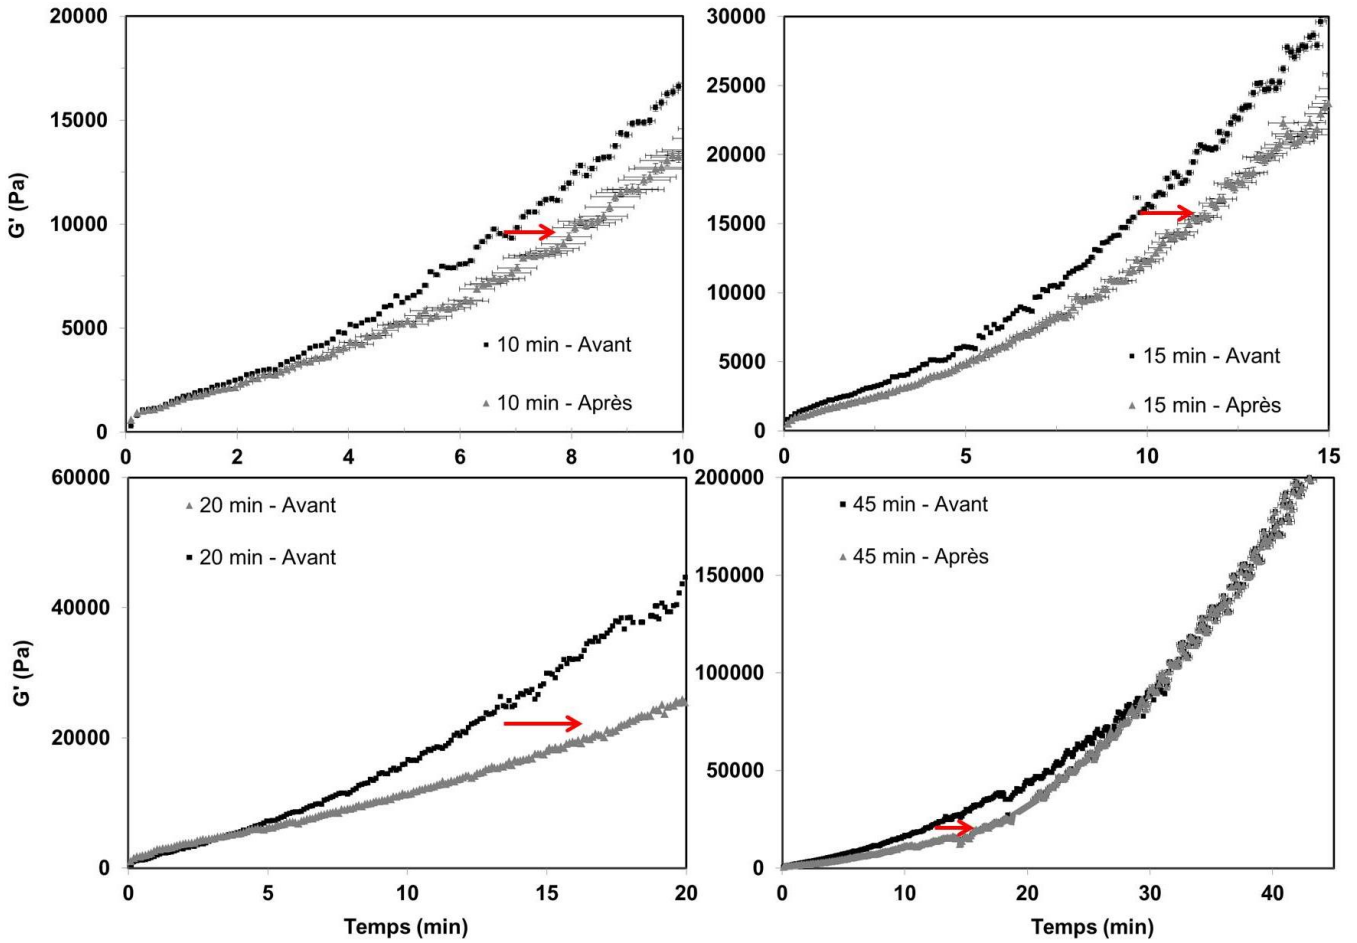 20000
15000
10000
5000
0
G' (Pa)
0 2 4 6 8 10
10 min - Avant
10 min - Après
30000
25000
20000
15000
10000
5000
0
0 5 10 15
15 min - Avant
15 min - Après
60000
40000
20000
0
G' (Pa)
20 min - Avant
20 min - Avant
0 5 10 15 20
Temps (min)
200000
150000
100000
50000
0
45 min - Avant
45 min - Après
0 10 20 30 40
Temps (min)